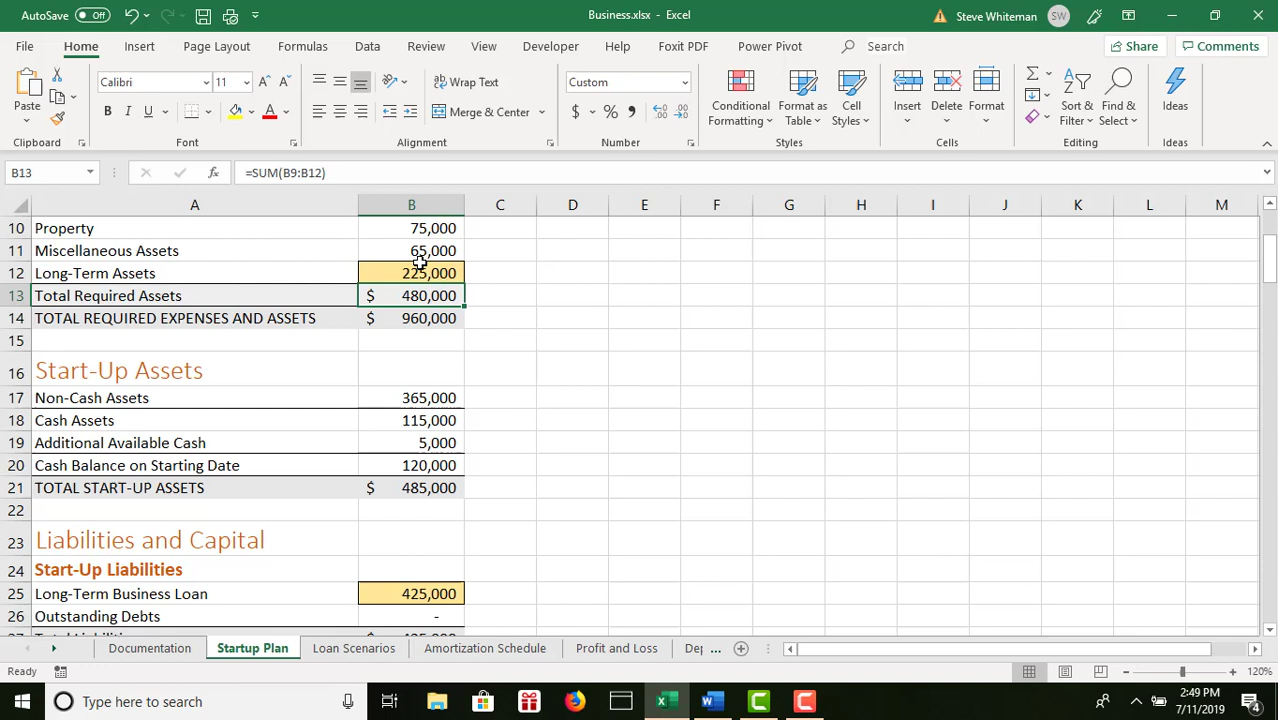 AutoSave Off Business.xlsx - Excel Steve Whiteman SW
File Home Insert Page Layout Formulas Data Review View Developer Help Foxit PDF Power Pivot Search Share Comments
Paste Calibri 11 Wrap Text Custom Conditional Formatting Format as Table Cell Styles Insert Delete Format Sort & Filter Find & Select Ideas
B I U A Merge & Center $ % ,
Clipboard Font Alignment Number Styles Cells Editing Ideas
B13 fx =SUM(B9:B12)
A B C D E F G H I J K L M
10 Property 75,000
11 Miscellaneous Assets 65,000
12 Long-Term Assets 225,000
13 Total Required Assets $ 480,000
14 TOTAL REQUIRED EXPENSES AND ASSETS $ 960,000
15
16 Start-Up Assets
17 Non-Cash Assets 365,000
18 Cash Assets 115,000
19 Additional Available Cash 5,000
20 Cash Balance on Starting Date 120,000
21 TOTAL START-UP ASSETS $ 485,000
22
23 Liabilities and Capital
24 Start-Up Liabilities
25 Long-Term Business Loan 425,000
26 Outstanding Debts -
Documentation Startup Plan Loan Scenarios Amortization Schedule Profit and Loss Dep ...
Ready 120%
Type here to search 2:49 PM
7/11/2019 4